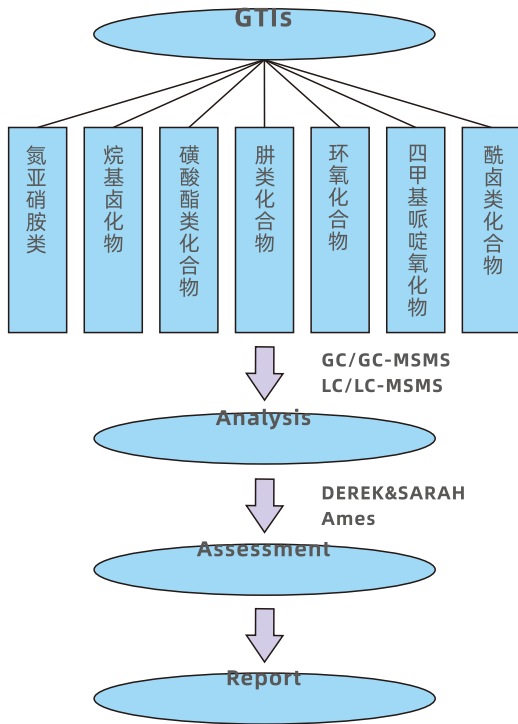 GTIs
氮亚硝胺类
烷基卤化物
磺酸酯类化合物
肼类化合物
环氧化合物
四甲基哌啶氧化物
酰卤类化合物
GC/GC-MSMS
LC/LC-MSMS
Analysis
DEREK&SARAH
Ames
Assessment
Report